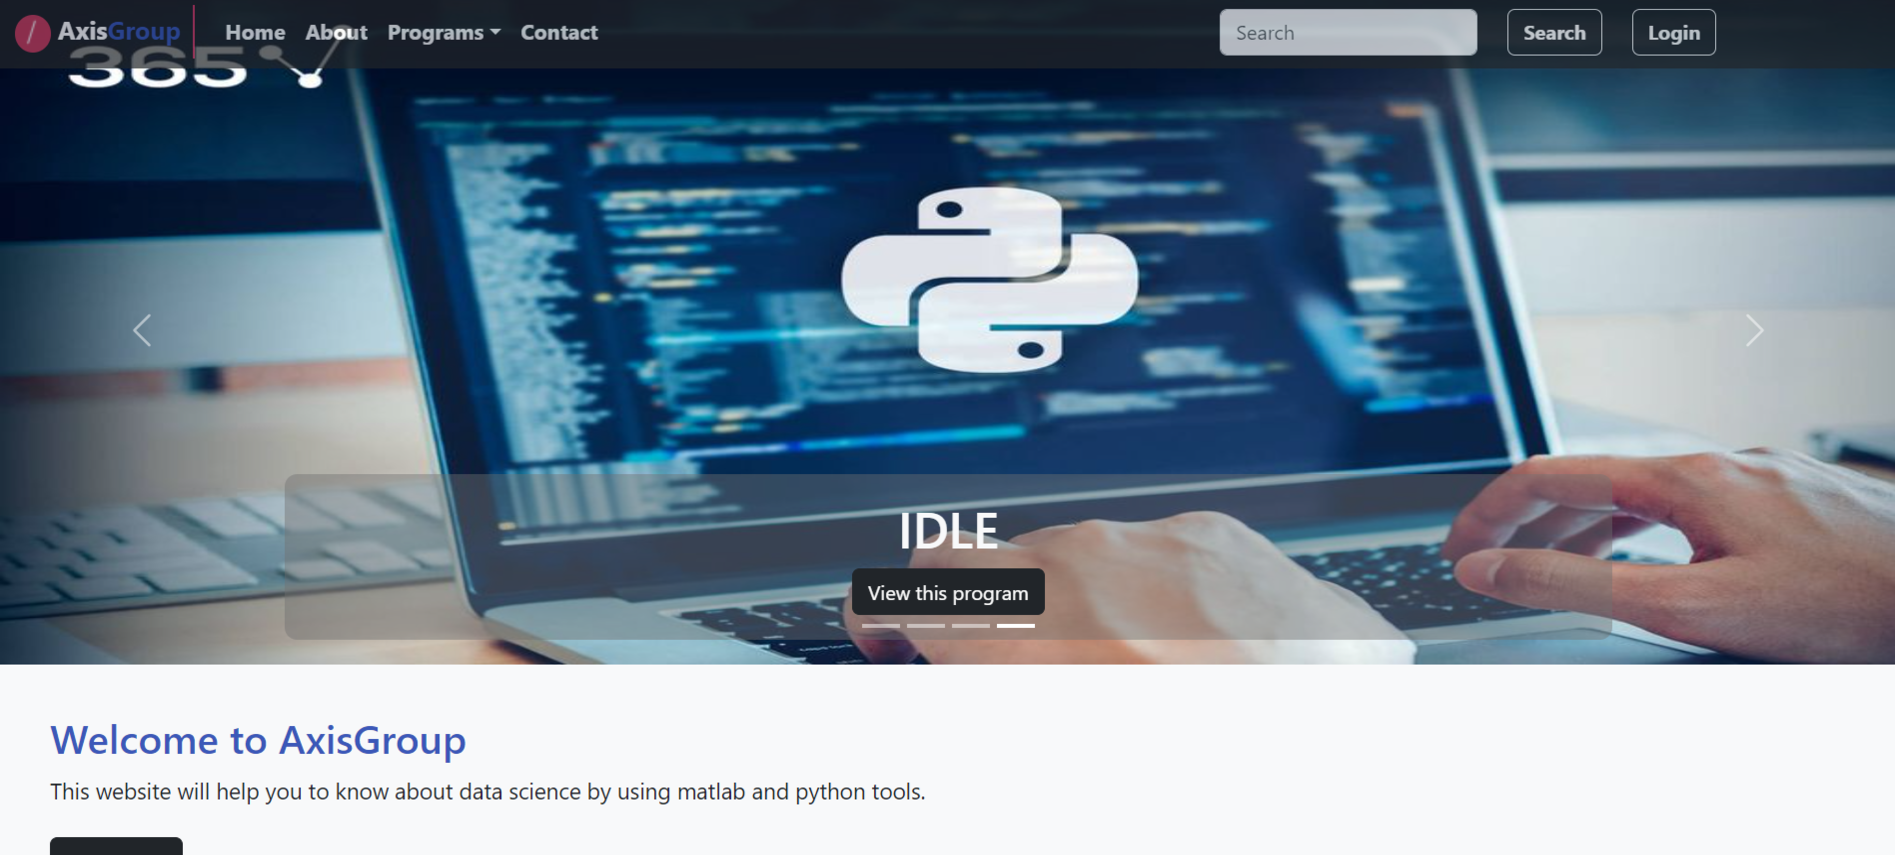 / AxisGroup Home About Programs Contact Search Search Login
365
IDLE
View this program
Welcome to AxisGroup
This website will help you to know about data science by using matlab and python tools.